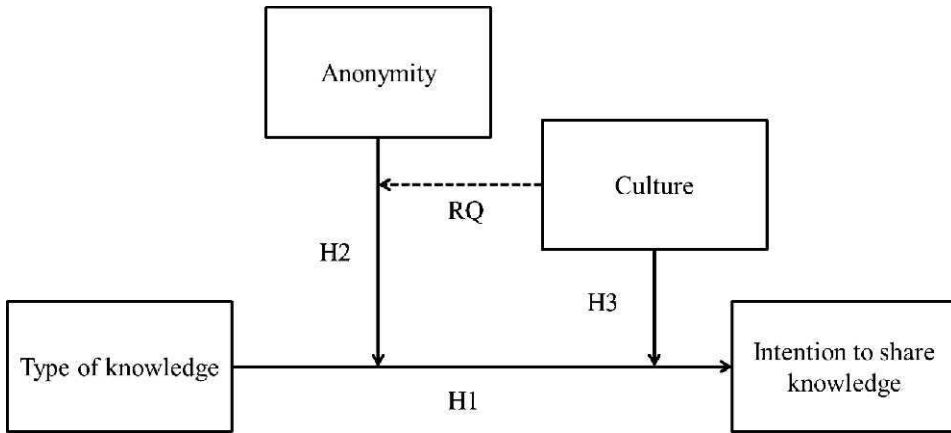 Anonymity
Culture
RQ
H2
H3
Type of knowledge
Intention to share
knowledge
H1